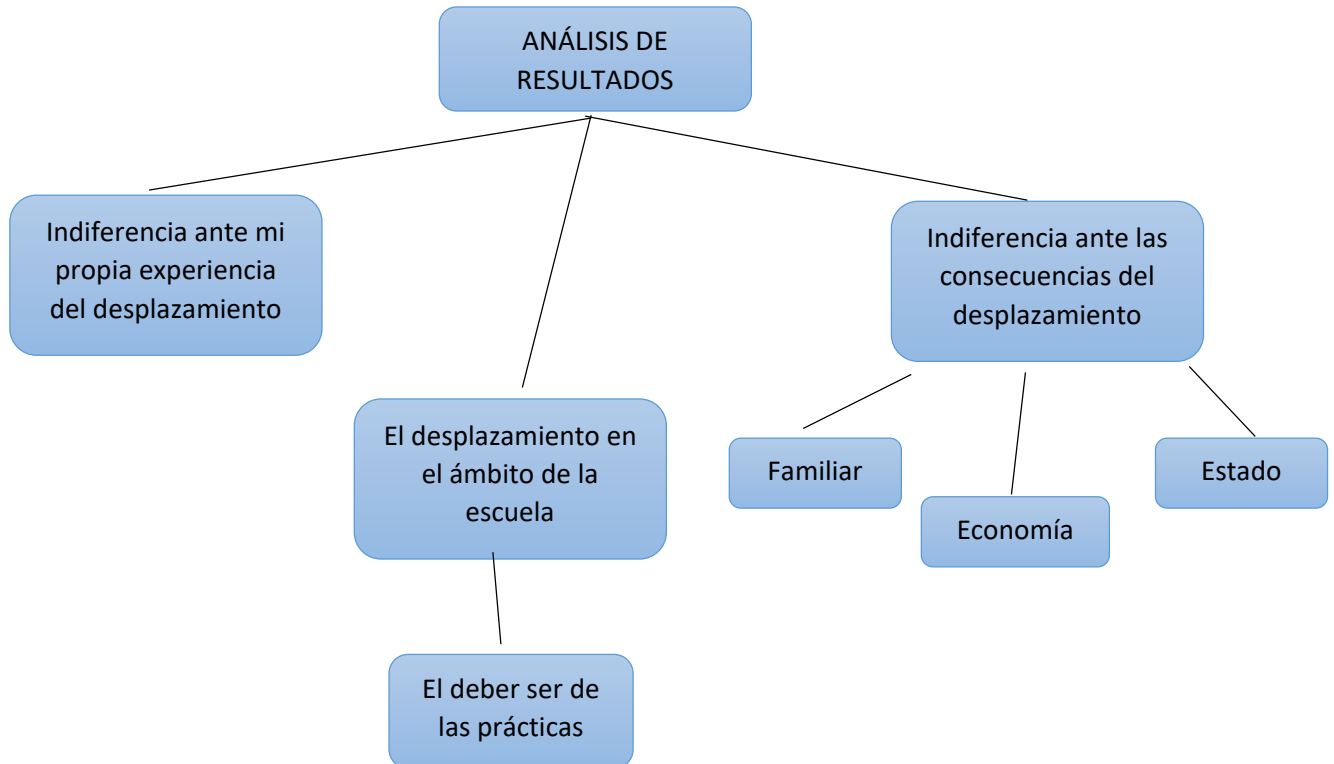 ANÁLISIS DE
RESULTADOS
Indiferencia ante mi
propia experiencia
del desplazamiento
Indiferencia ante las
consecuencias del
desplazamiento
El desplazamiento en
el ámbito de la
escuela
Familiar
Economía
Estado
El deber ser de
las prácticas